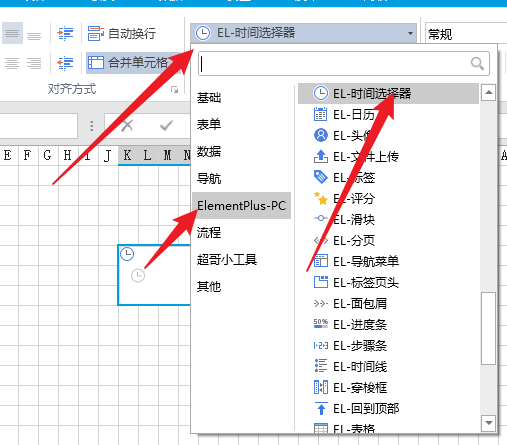 自动换行
EL-时间选择器
常规
合并单元格
对齐方式
基础
表单
数据
导航
ElementPlus-PC
流程
超哥小工具
其他
EL-时间选择器
EL-日历
EL-头像
EL-文件上传
EL-标签
EL-评分
EL-滑块
EL-分页
EL-导航菜单
EL-标签页头
EL-面包屑
50%
EL-进度条
EL-步骤条
EL-时间线
EL-穿梭框
EL-回到顶部
EL-表格
E F G H I J K L M N